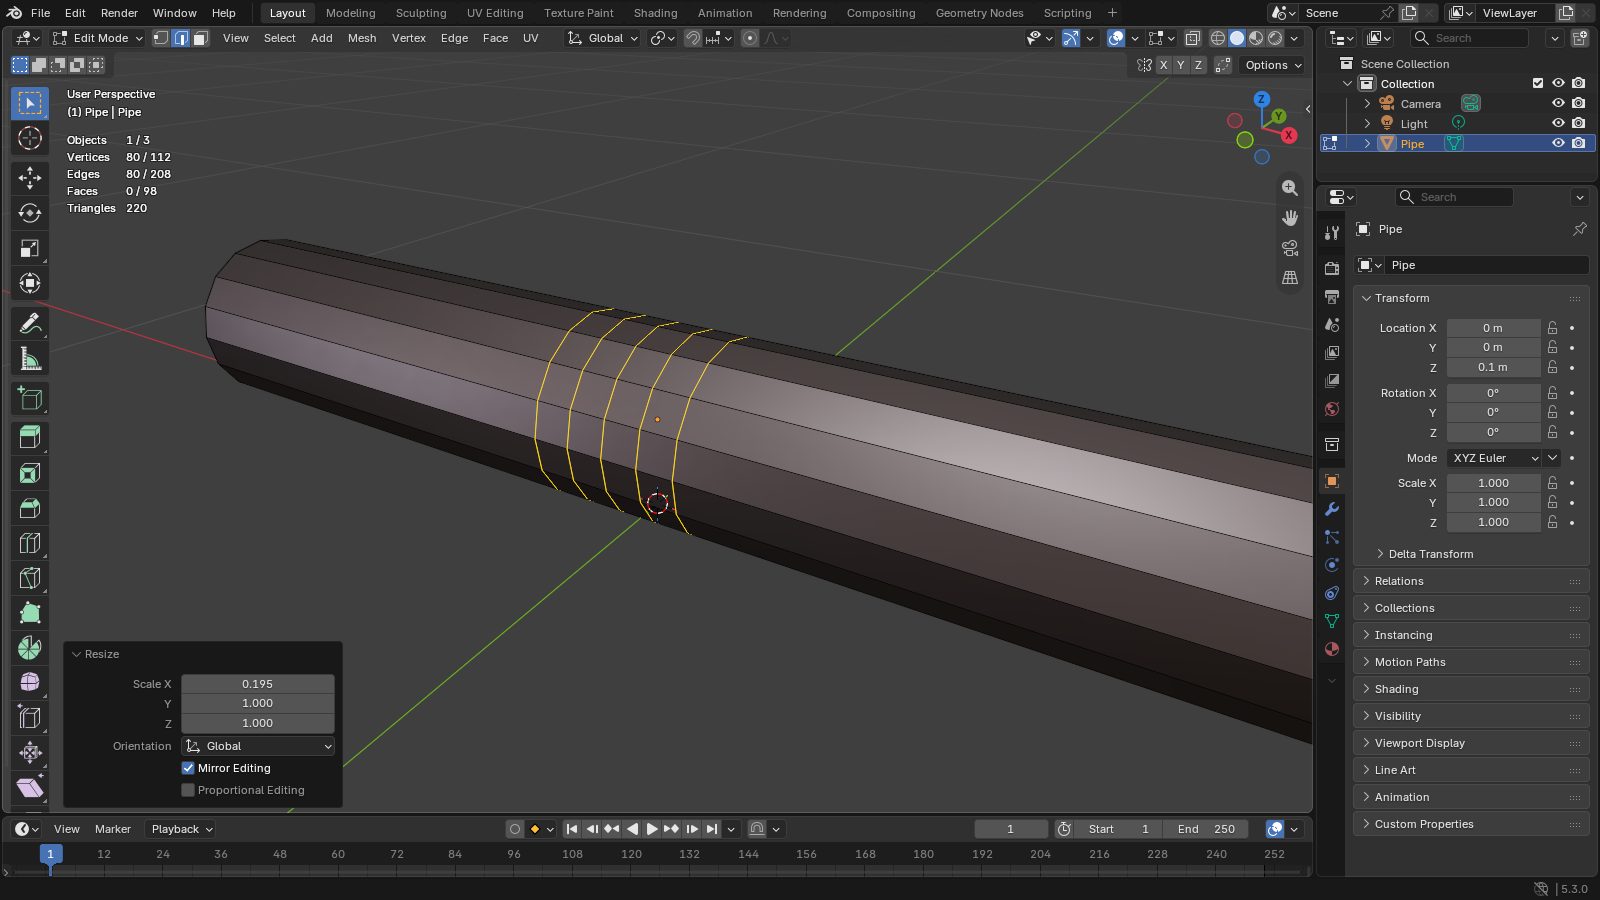 File Edit Render Window Help Layout Modeling Sculpting UV Editing Texture Paint Shading Animation Rendering Compositing Geometry Nodes Scripting + Scene ViewLayer
Edit Mode View Select Add Mesh Vertex Edge Face UV Global Search
X Y Z Options
User Perspective
(1) Pipe | Pipe
Objects 1 / 3
Vertices 80 / 112
Edges 80 / 208
Faces 0 / 98
Triangles 220
Z
Y
X
Scene Collection
Collection
Camera
Light
Pipe
Search
Pipe
Pipe
Transform
Location X 0 m
Y 0 m
Z 0.1 m
Rotation X 0°
Y 0°
Z 0°
Mode XYZ Euler
Scale X 1.000
Y 1.000
Z 1.000
Delta Transform
Relations
Collections
Instancing
Motion Paths
Shading
Visibility
Viewport Display
Line Art
Animation
Custom Properties
Resize
Scale X 0.195
Y 1.000
Z 1.000
Orientation Global
Mirror Editing
Proportional Editing
View Marker Playback 1 Start 1 End 250
1 12 24 36 48 60 72 84 96 108 120 132 144 156 168 180 192 204 216 228 240 252
5.3.0